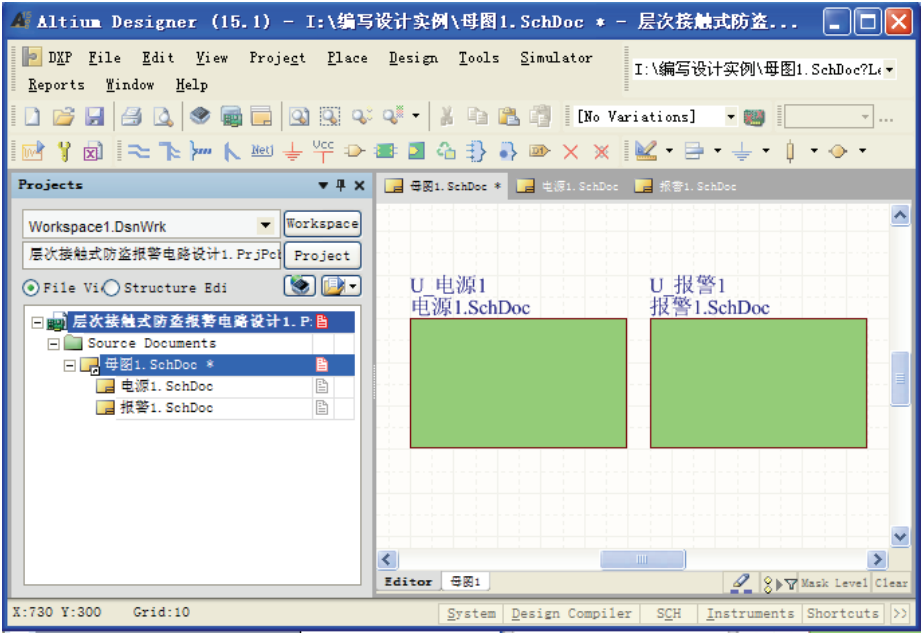 Altium Designer (15.1) - I:\编写设计实例\母图1.SchDoc * - 层次接触式防盗...
DXP File Edit View Project Place Design Tools Simulator
I:\编写设计实例\母图1.SchDoc?L
Reports Window Help
[No Variations] ...
Net
Vcc
D1
Projects
母图1.SchDoc * 电源1.SchDoc 报警1.SchDoc
Workspace1.DsnWrk Workspace
层次接触式防盗报警电路设计1.PrjPcb Project
File Vi Structure Edi
层次接触式防盗报警电路设计1.P
Source Documents
母图1.SchDoc *
电源1.SchDoc
报警1.SchDoc
U_电源1
电源1.SchDoc
U_报警1
报警1.SchDoc
Editor 母图1
Mask Level Clear
X:730 Y:300 Grid:10
System Design Compiler SCH Instruments Shortcuts >>